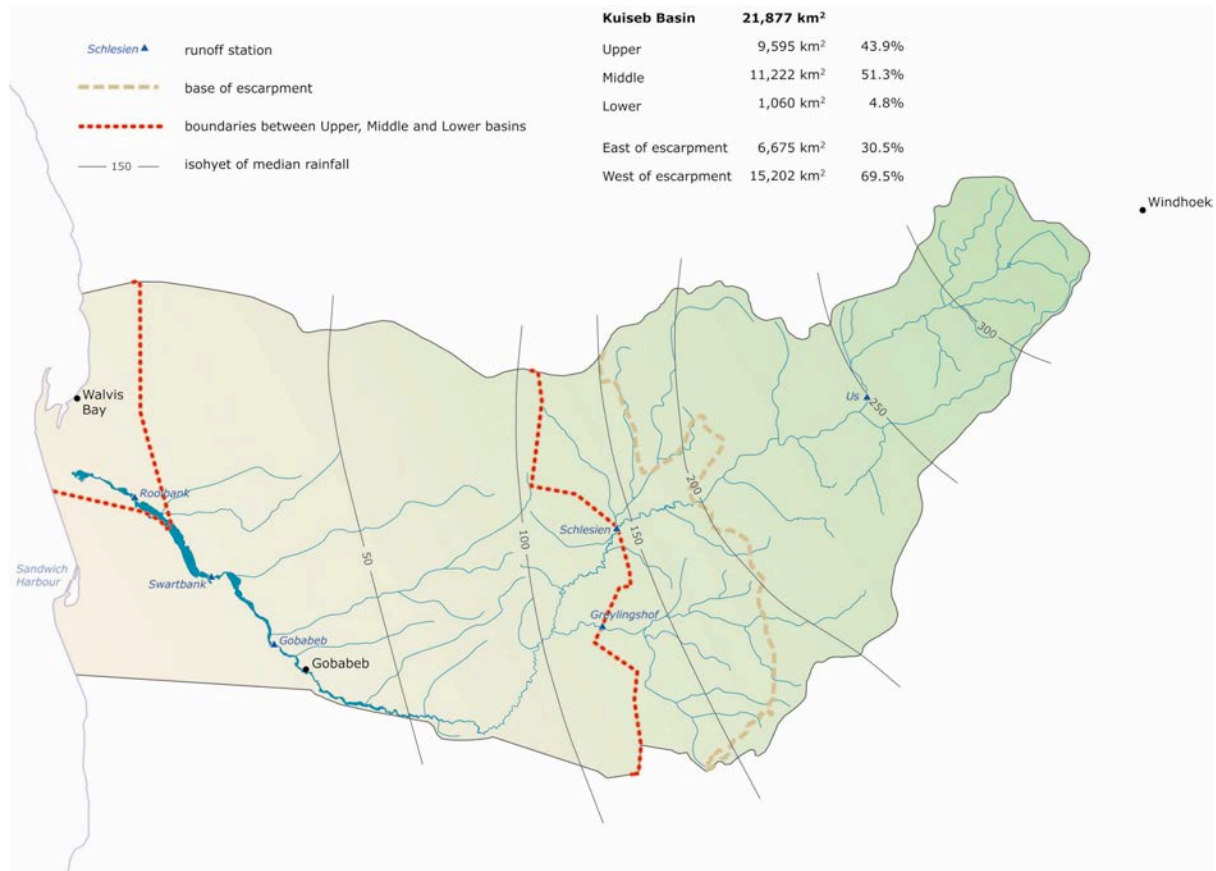 Kuiseb Basin 21,877 km²
Schlesien runoff station
Upper 9,595 km² 43.9%
base of escarpment
Middle 11,222 km² 51.3%
Lower 1,060 km² 4.8%
boundaries between Upper, Middle and Lower basins
East of escarpment 6,675 km² 30.5%
150 isohyet of median rainfall
West of escarpment 15,202 km² 69.5%
Windhoek
300
Walvis
Bay
Us
250
200
Rooibank
Schlesien
150
100
50
Sandwich
Harbour
Swartbank
Greylingshof
Gobabeb
Gobabeb